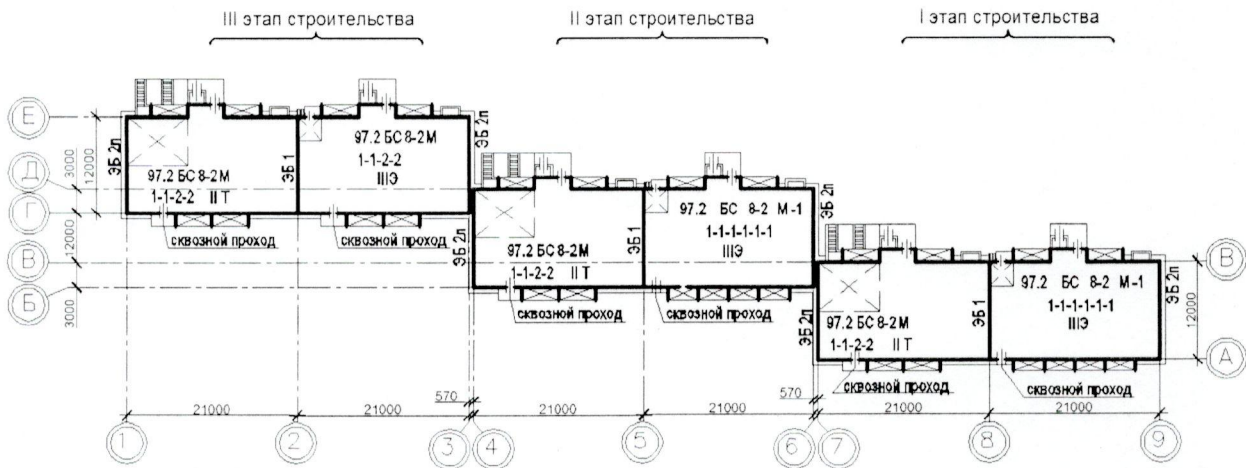 III этап строительства
II этап строительства
I этап строительства
Е
Д
Г
В
Б
3000
12000
12000
3000
ЭБ 2п
97.2 БС 8-2М
1-1-2-2 II Т
сквозной проход
ЭБ 1
97.2 БС 8-2М
1-1-2-2
IIIЭ
сквозной проход
ЭБ 2п
ЭБ 2п
97.2 БС 8-2М
1-1-2-2 II Т
сквозной проход
ЭБ 1
97.2 БС 8-2 М-1
1-1-1-1-1-1
IIIЭ
сквозной проход
ЭБ 2п
ЭБ 2п
97.2 БС 8-2М
1-1-2-2 II Т
сквозной проход
ЭБ 1
97.2 БС 8-2 М-1
1-1-1-1-1-1
IIIЭ
сквозной проход
ЭБ 2п
12000
В
А
570
570
21000
21000
21000
21000
21000
21000
1
2
3
4
5
6
7
8
9